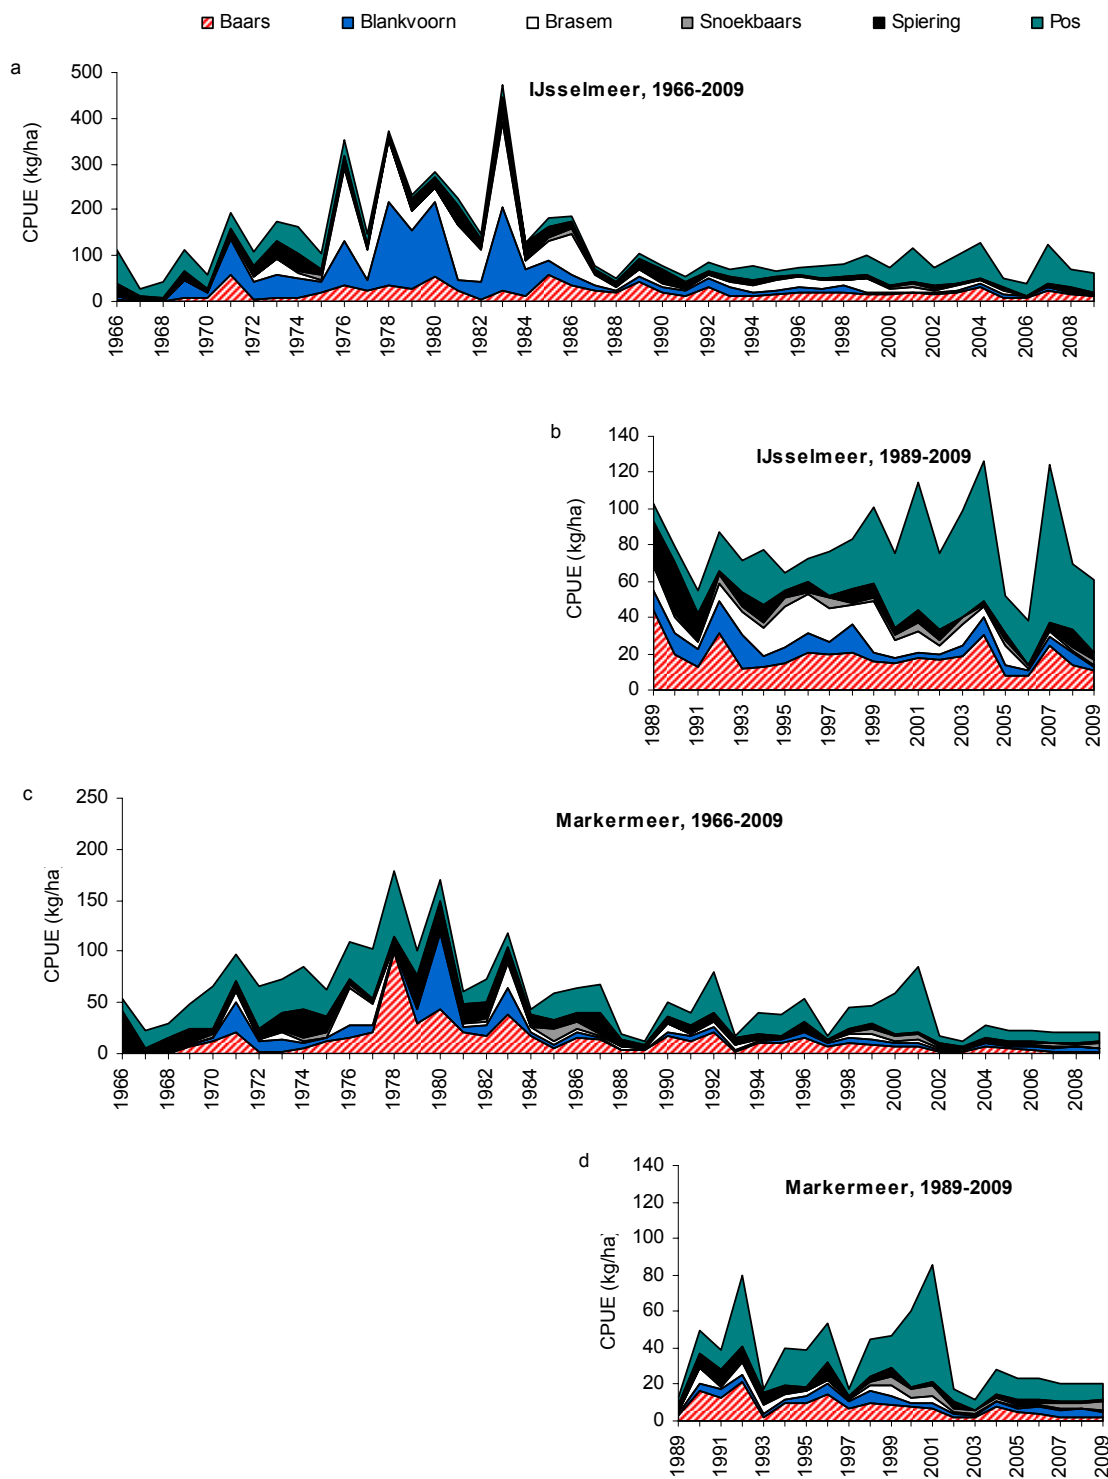 Baars Blankvoorn Brasem Snoekbaars Spiering Pos
a
IJsselmeer, 1966-2009
CPUE (kg/ha)
500
400
300
200
100
0
1966 1968 1970 1972 1974 1976 1978 1980 1982 1984 1986 1988 1990 1992 1994 1996 1998 2000 2002 2004 2006 2008
b
IJsselmeer, 1989-2009
CPUE (kg/ha)
140
120
100
80
60
40
20
0
1989 1991 1993 1995 1997 1999 2001 2003 2005 2007 2009
c
Markermeer, 1966-2009
CPUE (kg/ha)
250
200
150
100
50
0
1966 1968 1970 1972 1974 1976 1978 1980 1982 1984 1986 1988 1990 1992 1994 1996 1998 2000 2002 2004 2006 2008
d
Markermeer, 1989-2009
CPUE (kg/ha)
140
120
100
80
60
40
20
0
1989 1991 1993 1995 1997 1999 2001 2003 2005 2007 2009